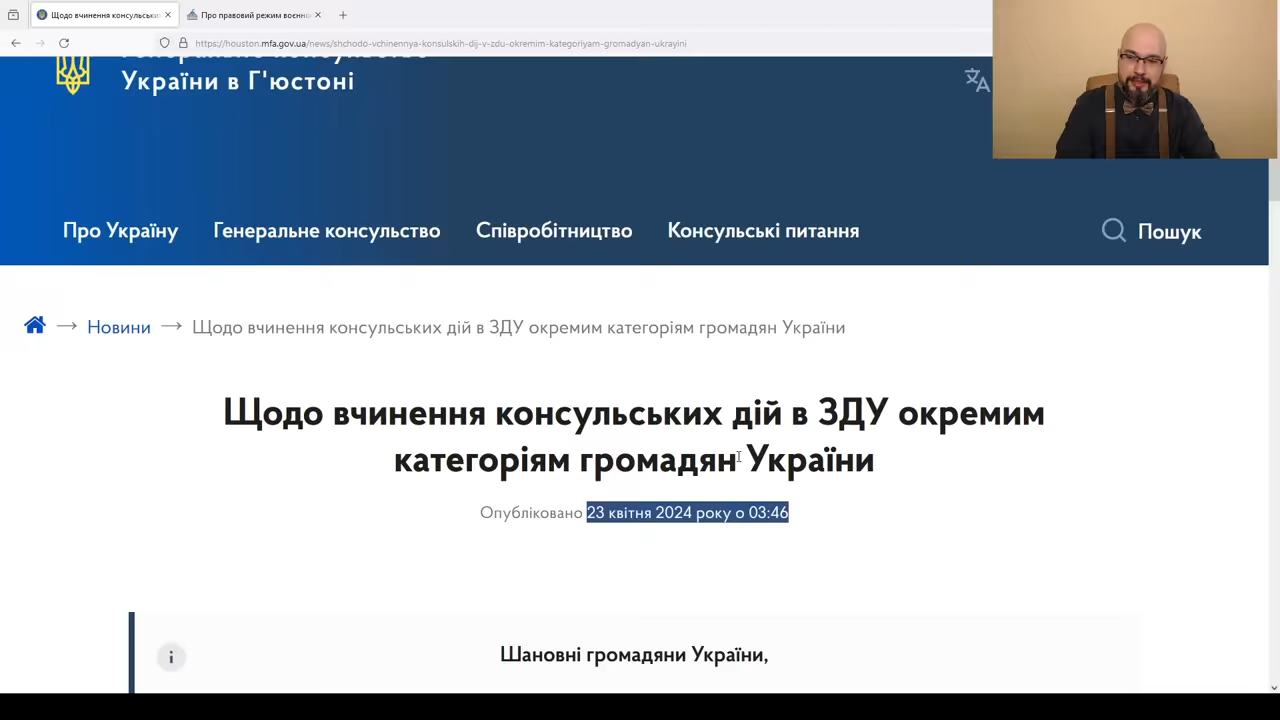 Щодо вчинення консульськи
Про правовий режим воєнн
https://houston.mfa.gov.ua/news/shchodo-vchinennya-konsulskih-dij-v-zdu-okremim-kategoriyam-gromadyan-ukrayini
Генеральне консульство
України в Г'юстоні
Про Україну
Генеральне консульство
Співробітництво
Консульські питання
Пошук
Новини
Щодо вчинення консульських дій в ЗДУ окремим категоріям громадян України
Щодо вчинення консульських дій в ЗДУ окремим
категоріям громадян України
Опубліковано 23 квітня 2024 року о 03:46
Шановні громадяни України,